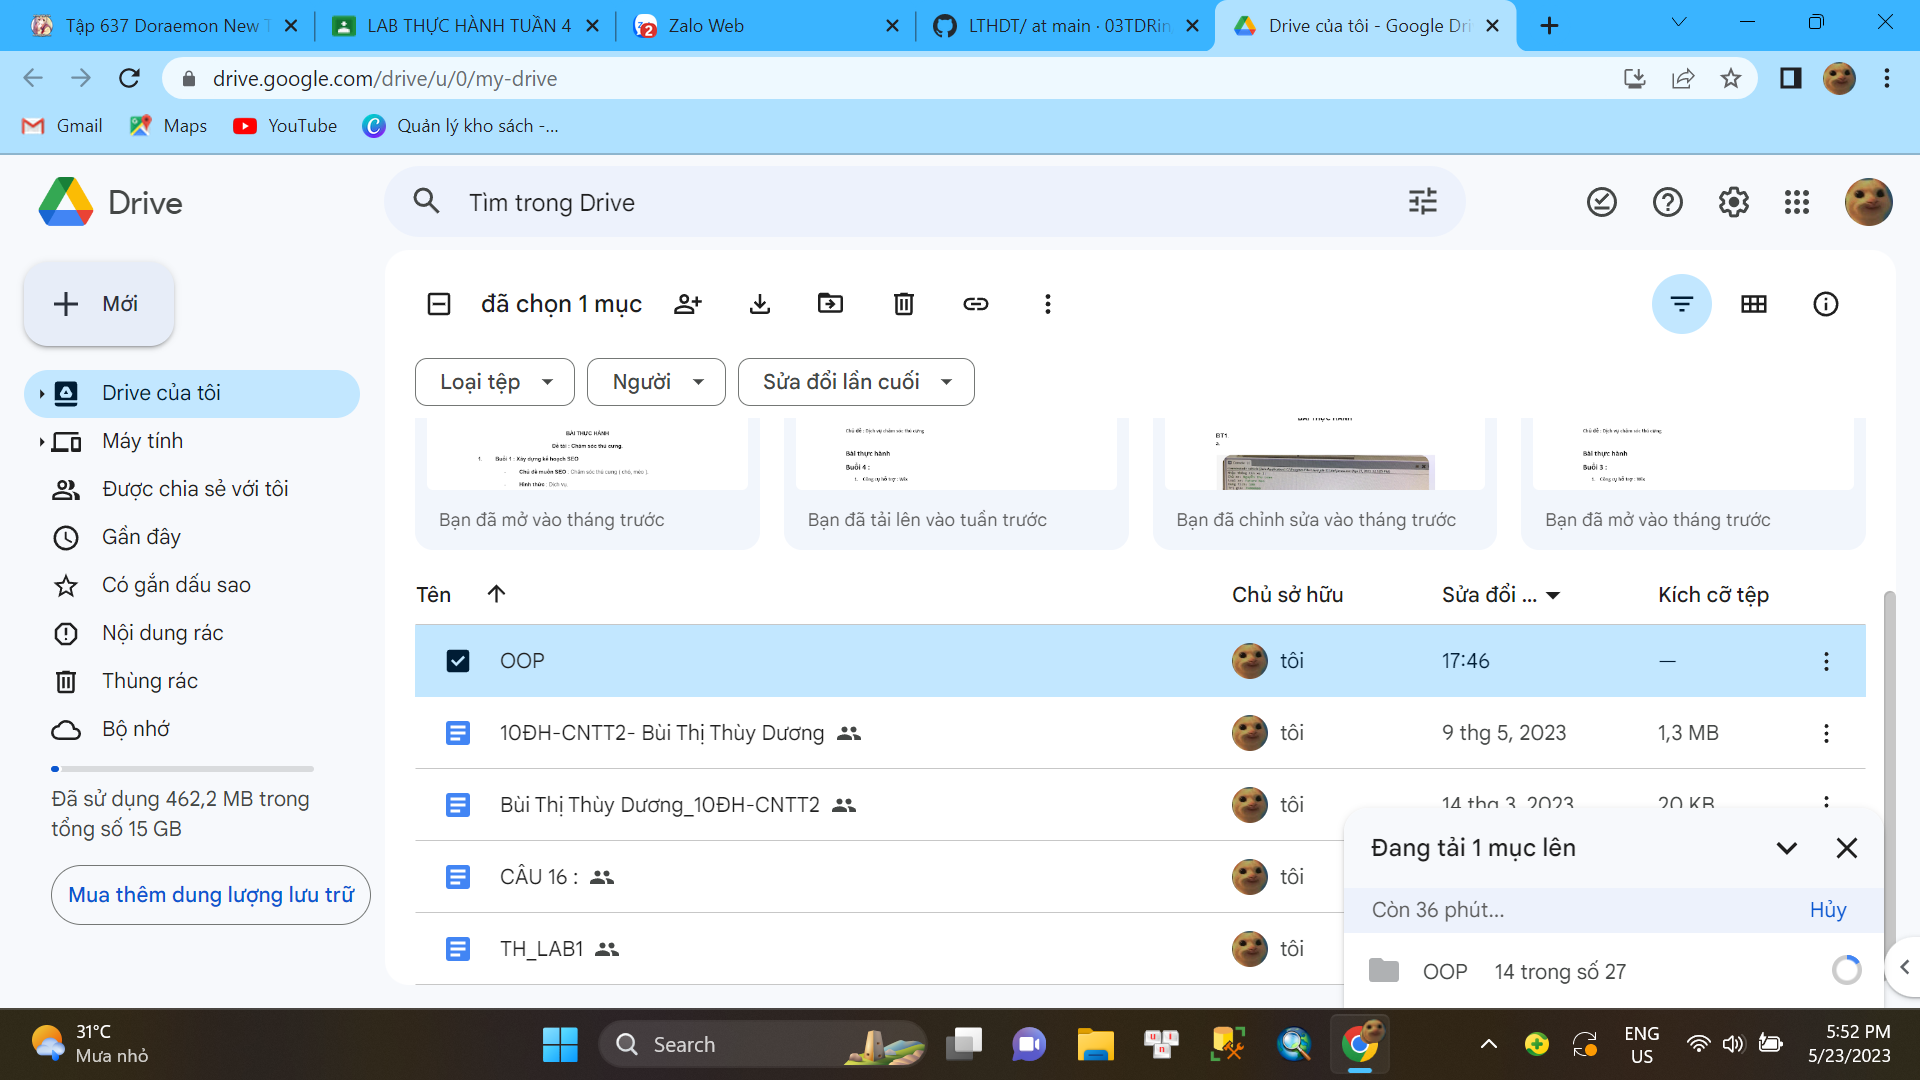 Tập 637 Doraemon New T
LAB THỰC HÀNH TUẦN 4
Zalo Web
LTHDT/ at main · 03TDRin
Drive của tôi - Google Dri
drive.google.com/drive/u/0/my-drive
Gmail
Maps
YouTube
Quản lý kho sách -...
Drive
Tìm trong Drive
Mới
đã chọn 1 mục
Loại tệp
Người
Sửa đổi lần cuối
Drive của tôi
Máy tính
Được chia sẻ với tôi
Gần đây
Có gắn dấu sao
Nội dung rác
Thùng rác
Bộ nhớ
Đã sử dụng 462,2 MB trong
tổng số 15 GB
Mua thêm dung lượng lưu trữ
BÀI THỰC HÀNH
Đề tài : Chăm sóc thú cưng.
1. Buổi 1 : Xây dựng kế hoạch SEO
- Chủ đề muốn SEO : Chăm sóc thú cưng ( chó, mèo ).
- Hình thức : Dịch vụ.
Bạn đã mở vào tháng trước
Chủ đề : Dịch vụ chăm sóc thú cưng
Bài thực hành
Buổi 4 :
1. Công cụ hỗ trợ : Wix
Bạn đã tải lên vào tuần trước
BÀI THỰC HÀNH
BT1.
a.
Bạn đã chỉnh sửa vào tháng trước
Chủ đề : Dịch vụ chăm sóc thú cưng
Bài thực hành
Buổi 3 :
1. Công cụ hỗ trợ : Wix
Bạn đã mở vào tháng trước
Tên
Chủ sở hữu
Sửa đổi ...
Kích cỡ tệp
OOP
tôi
17:46
—
10ĐH-CNTT2- Bùi Thị Thùy Dương
tôi
9 thg 5, 2023
1,3 MB
Bùi Thị Thùy Dương_10ĐH-CNTT2
tôi
14 thg 3, 2023
20 KB
CÂU 16 :
tôi
TH_LAB1
tôi
Đang tải 1 mục lên
Còn 36 phút...
Hủy
OOP
14 trong số 27
31°C
Mưa nhỏ
Search
ENG
US
5:52 PM
5/23/2023